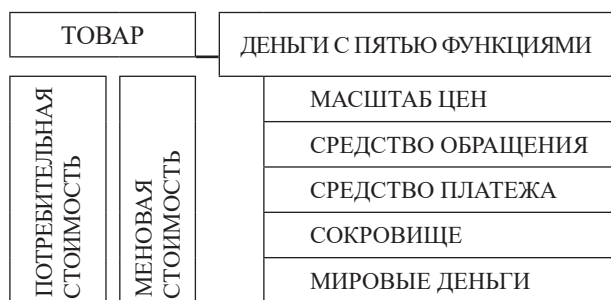 ТОВАР
ДЕНЬГИ С ПЯТЬЮ ФУНКЦИЯМИ
ПОТРЕБИТЕЛЬНАЯ
СТОИМОСТЬ
МЕНОВАЯ
СТОИМОСТЬ
МАСШТАБ ЦЕН
СРЕДСТВО ОБРАЩЕНИЯ
СРЕДСТВО ПЛАТЕЖА
СОКРОВИЩЕ
МИРОВЫЕ ДЕНЬГИ